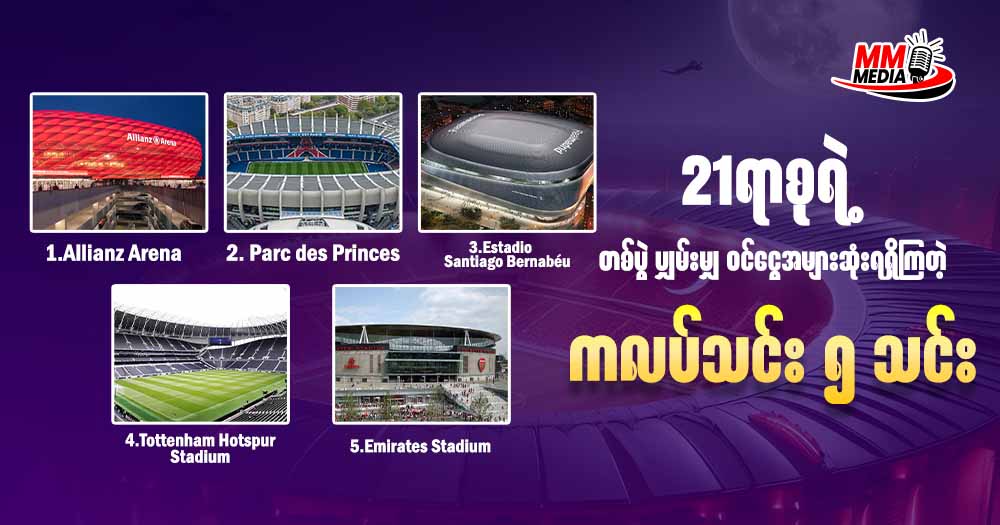 MM
MEDIA
Allianz Arena
1.Allianz Arena
2. Parc des Princes
3.Estadio
Santiago Bernabéu
4.Tottenham Hotspur
Stadium
5.Emirates Stadium
21ရာစုရဲ့
တစ်ပွဲ ပျှမ်းမျှ ဝင်ငွေအများဆုံးရရှိကြတဲ့
ကလပ်သင်း ၅ သင်း